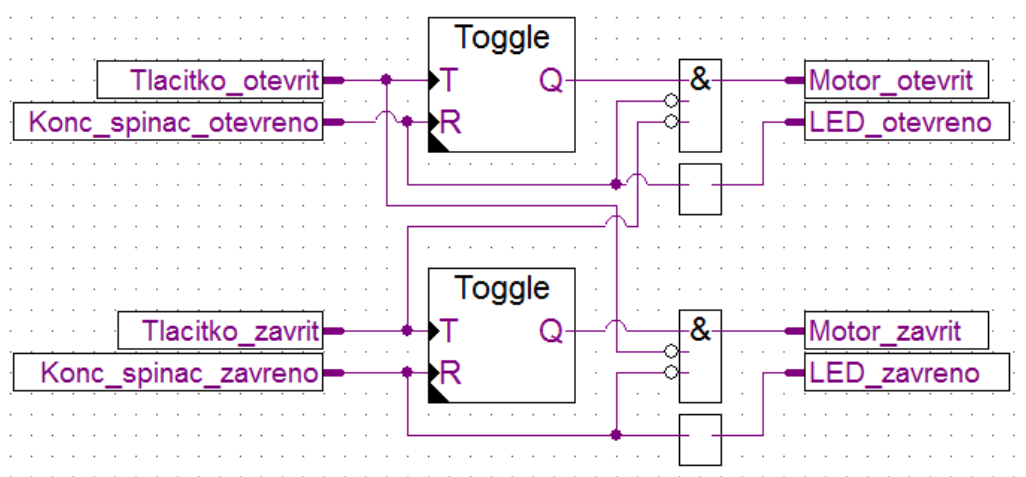 Toggle
Tlacitko_otevrit
T
Q
&
Motor_otevrit
Konc_spinac_otevreno
R
LED_otevreno
Toggle
Tlacitko_zavrit
T
Q
&
Motor_zavrit
Konc_spinac_zavreno
R
LED_zavreno